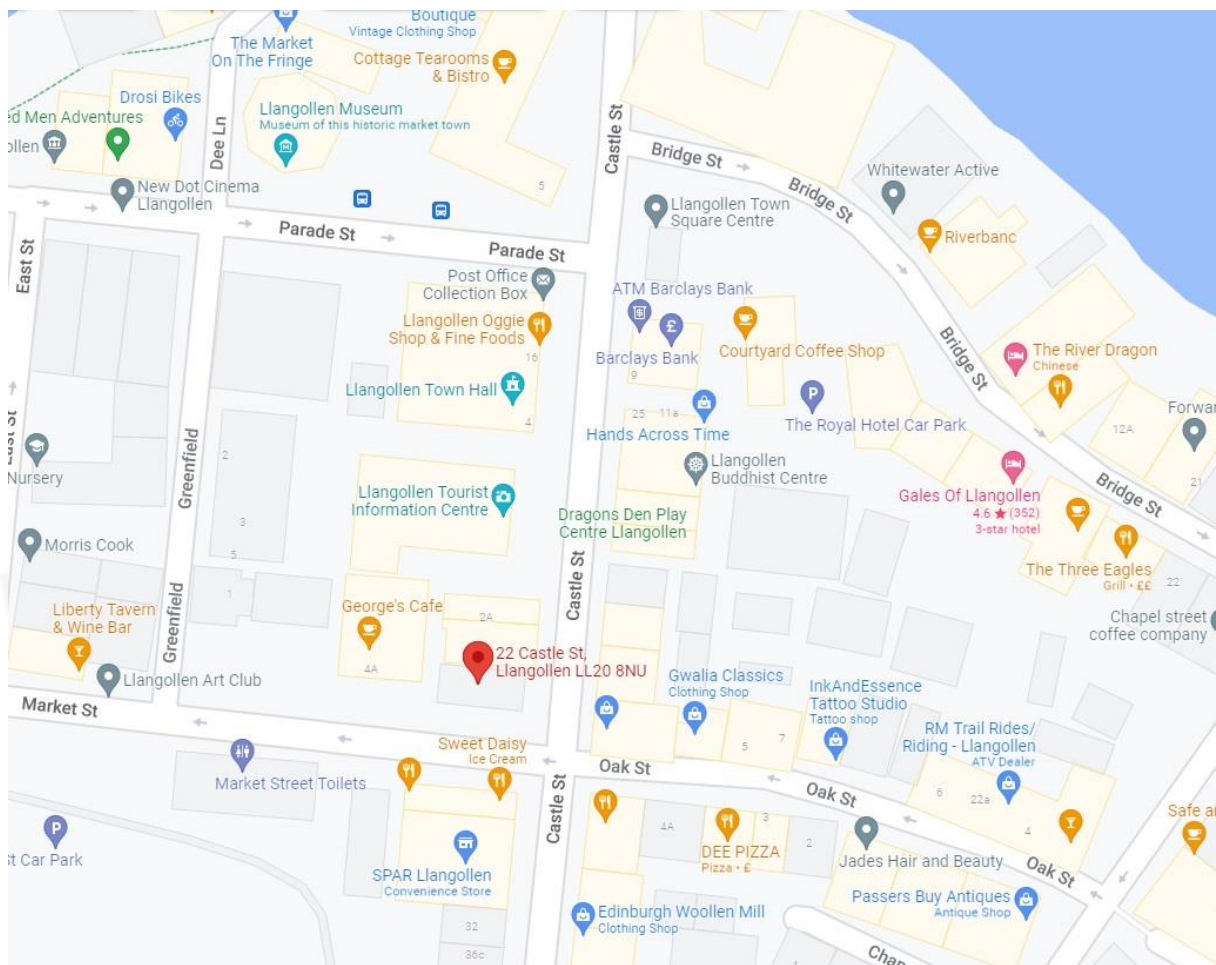 Boutique
Vintage Clothing Shop
The Market
On The Fringe
Cottage Tearooms
& Bistro
Drosi Bikes
Llangollen Museum
Museum of this historic market town
ed Men Adventures
ollen
Dee Ln
Castle St
Bridge St
Bridge St
Whitewater Active
New Dot Cinema
Llangollen
5
Llangollen Town
Square Centre
Riverbanc
East St
Parade St
Parade St
Post Office
Collection Box
ATM Barclays Bank
Llangollen Oggie
Shop & Fine Foods
16
Barclays Bank
9
Courtyard Coffee Shop
Bridge St
The River Dragon
Chinese
Llangollen Town Hall
4
25
11a
Hands Across Time
The Royal Hotel Car Park
12A
Forwar
East St
Nursery
Greenfield
2
Llangollen
Buddhist Centre
Gales Of Llangollen
4.6 ★ (352)
3-star hotel
21
Bridge St
Llangollen Tourist
Information Centre
Dragons Den Play
Centre Llangollen
3
5
Morris Cook
Castle St
The Three Eagles
Grill · ££
22
1
Greenfield
George's Cafe
2A
4A
Liberty Tavern
& Wine Bar
Chapel street
coffee company
22 Castle St,
Llangollen LL20 8NU
Llangollen Art Club
Gwalia Classics
Clothing Shop
InkAndEssence
Tattoo Studio
Tattoo shop
Market St
5
7
RM Trail Rides/
Riding - Llangollen
ATV Dealer
Sweet Daisy
Ice Cream
Market Street Toilets
Oak St
Oak St
Castle St
6
22a
4
4A
3
2
Safe a
st Car Park
DEE PIZZA
Pizza · £
Jades Hair and Beauty
Oak St
SPAR Llangollen
Convenience Store
Passers Buy Antiques
Antique Shop
Edinburgh Woollen Mill
Clothing Shop
32
36c
Chap